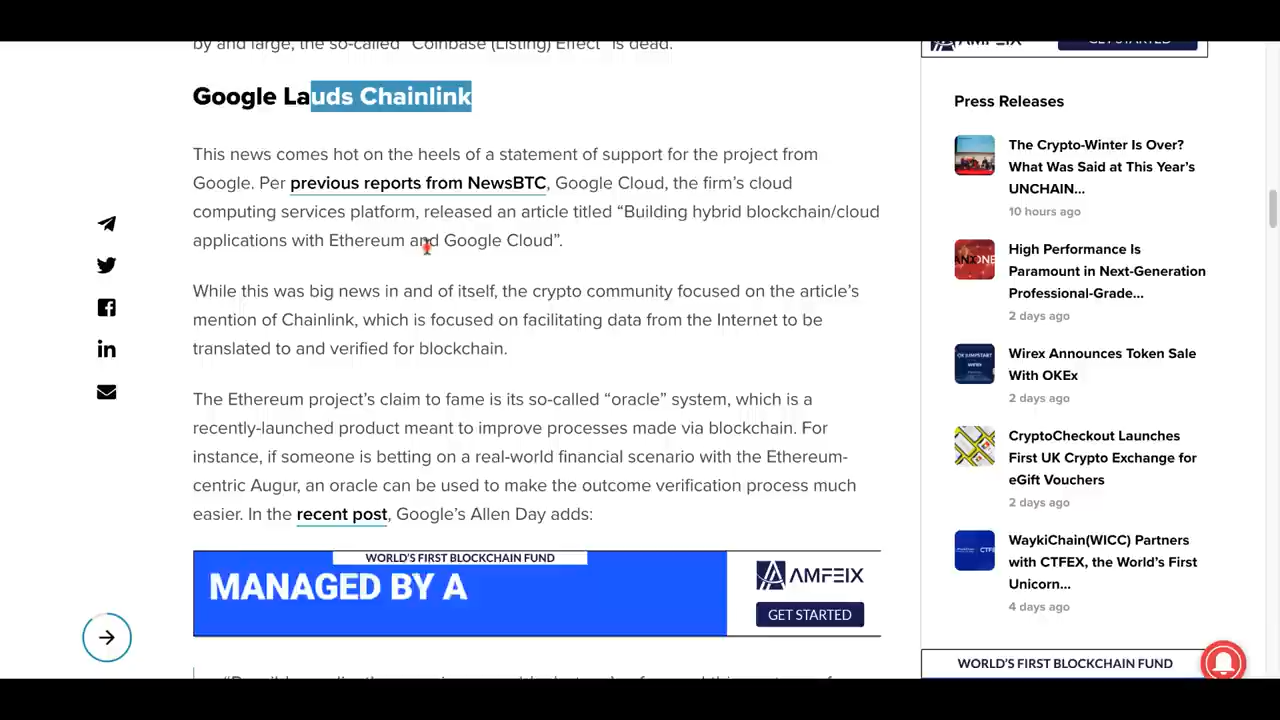 by and large, the so-called "Coinbase (Listing) Effect" is dead.
Google Lauds Chainlink
This news comes hot on the heels of a statement of support for the project from
Google. Per previous reports from NewsBTC, Google Cloud, the firm's cloud
computing services platform, released an article titled “Building hybrid blockchain/cloud
applications with Ethereum and Google Cloud”.
While this was big news in and of itself, the crypto community focused on the article’s
mention of Chainlink, which is focused on facilitating data from the Internet to be
translated to and verified for blockchain.
The Ethereum project’s claim to fame is its so-called “oracle” system, which is a
recently-launched product meant to improve processes made via blockchain. For
instance, if someone is betting on a real-world financial scenario with the Ethereum-
centric Augur, an oracle can be used to make the outcome verification process much
easier. In the recent post, Google’s Allen Day adds:
WORLD'S FIRST BLOCKCHAIN FUND
MANAGED BY A
AMFEIX
GET STARTED
AMFEIX
GET STARTED
Press Releases
The Crypto-Winter Is Over?
What Was Said at This Year’s
UNCHAIN...
10 hours ago
High Performance Is
Paramount in Next-Generation
Professional-Grade...
2 days ago
Wirex Announces Token Sale
With OKEx
2 days ago
CryptoCheckout Launches
First UK Crypto Exchange for
eGift Vouchers
2 days ago
WaykiChain(WICC) Partners
with CTFEX, the World’s First
Unicorn...
4 days ago
WORLD'S FIRST BLOCKCHAIN FUND